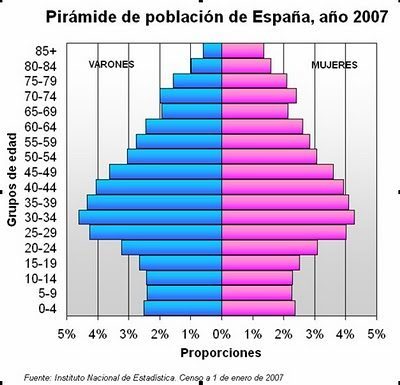 Pirámide de población de España, año 2007
VARONES
MUJERES
Grupos de edad
85+
80-84
75-79
70-74
65-69
60-64
55-59
50-54
45-49
40-44
35-39
30-34
25-29
20-24
15-19
10-14
5-9
0-4
5% 4% 3% 2% 1% 0% 1% 2% 3% 4% 5%
Proporciones
Fuente: Instituto Nacional de Estadística. Censo a 1 de enero de 2007